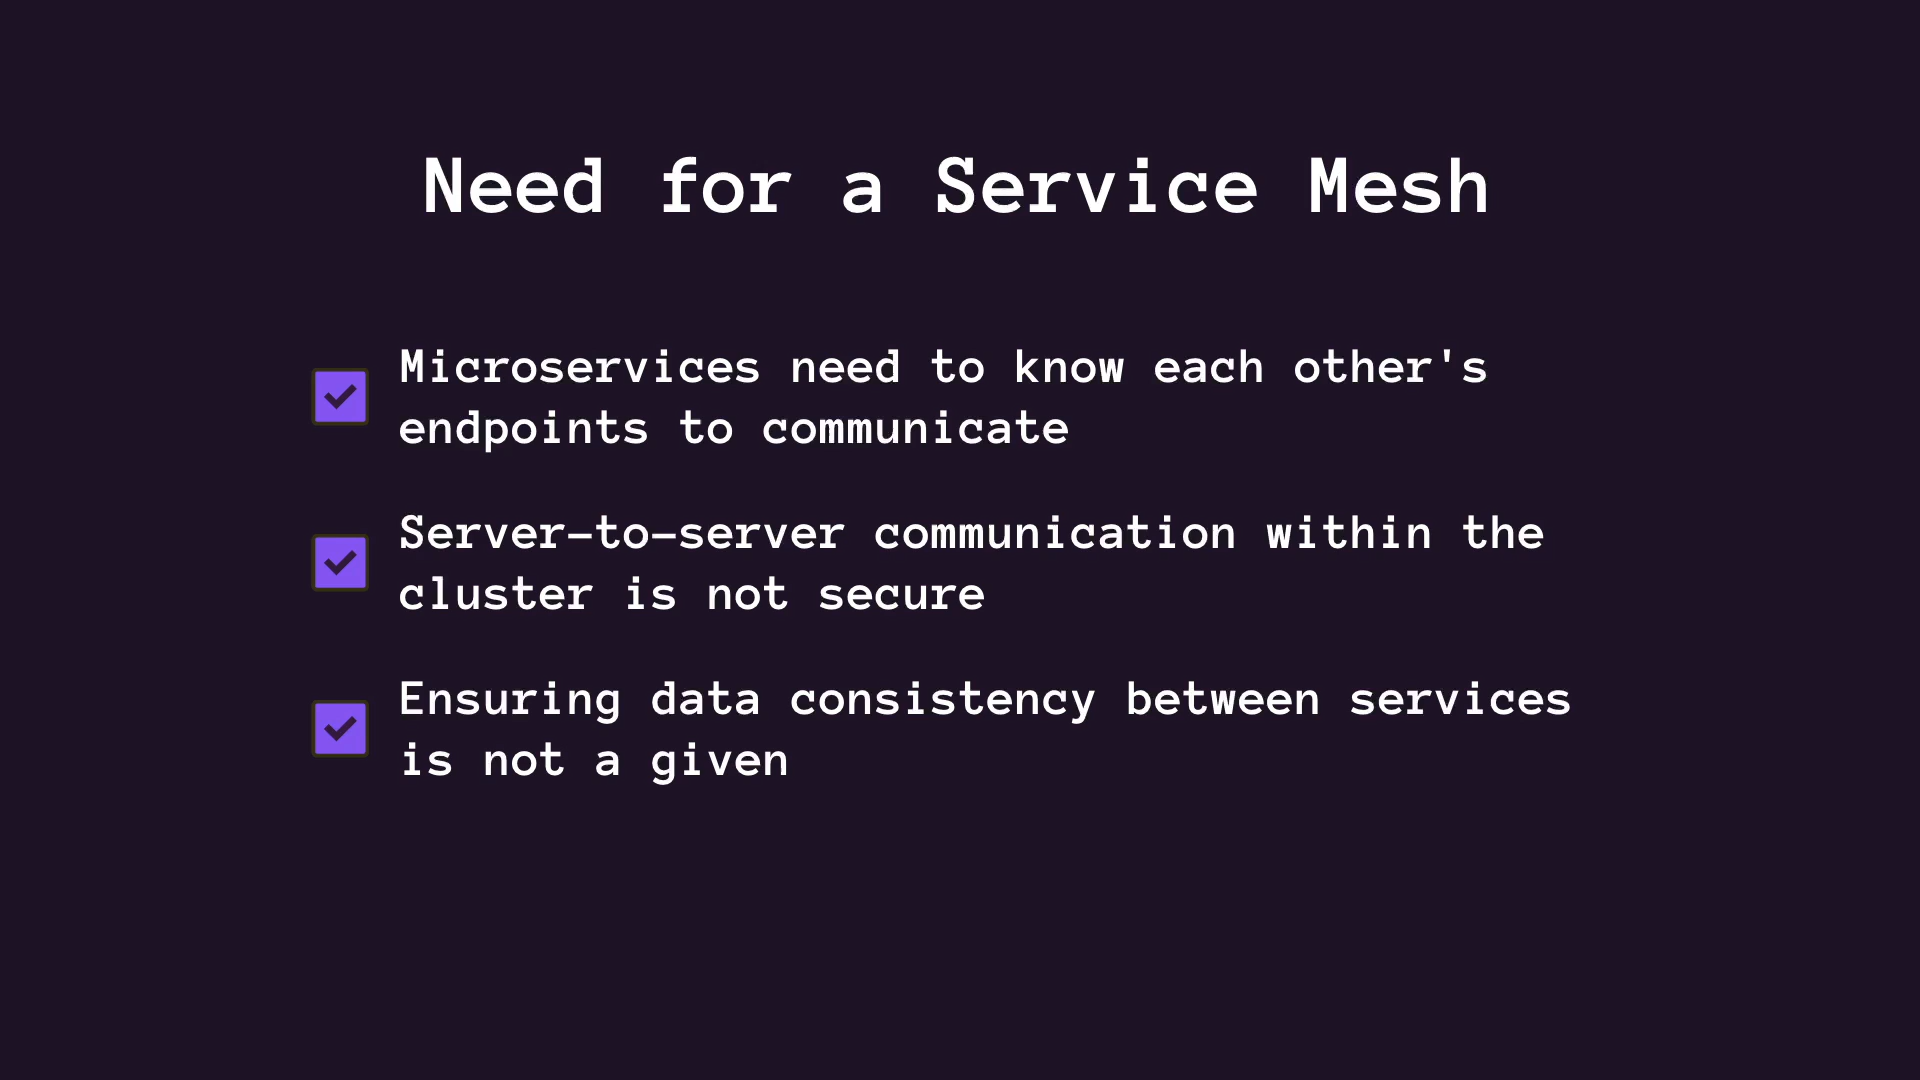 Need for a Service Mesh
Microservices need to know each other's
endpoints to communicate
Server-to-server communication within the
cluster is not secure
Ensuring data consistency between services
is not a given